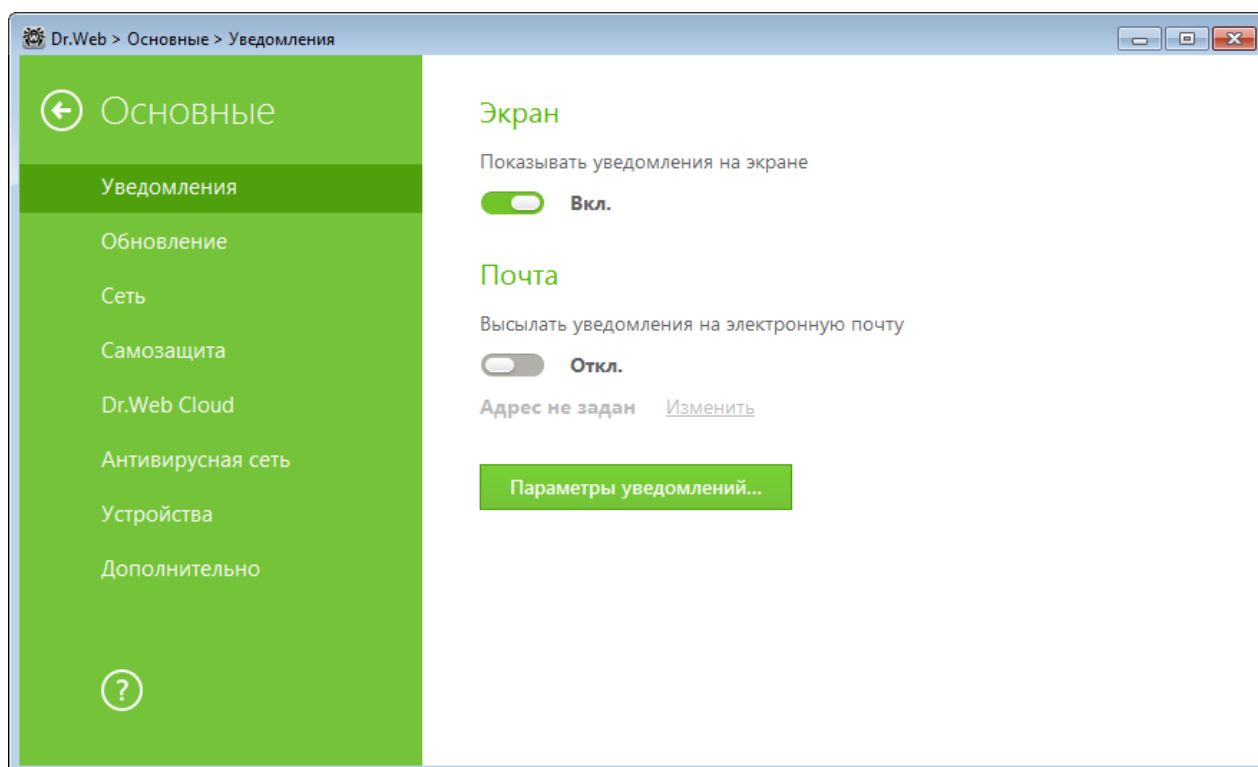 Dr.Web > Основные > Уведомления
Основные
Уведомления
Обновление
Сеть
Самозащита
Dr.Web Cloud
Антивирусная сеть
Устройства
Дополнительно
?
Экран
Показывать уведомления на экране
Вкл.
Почта
Высылать уведомления на электронную почту
Откл.
Адрес не задан Изменить
Параметры уведомлений...